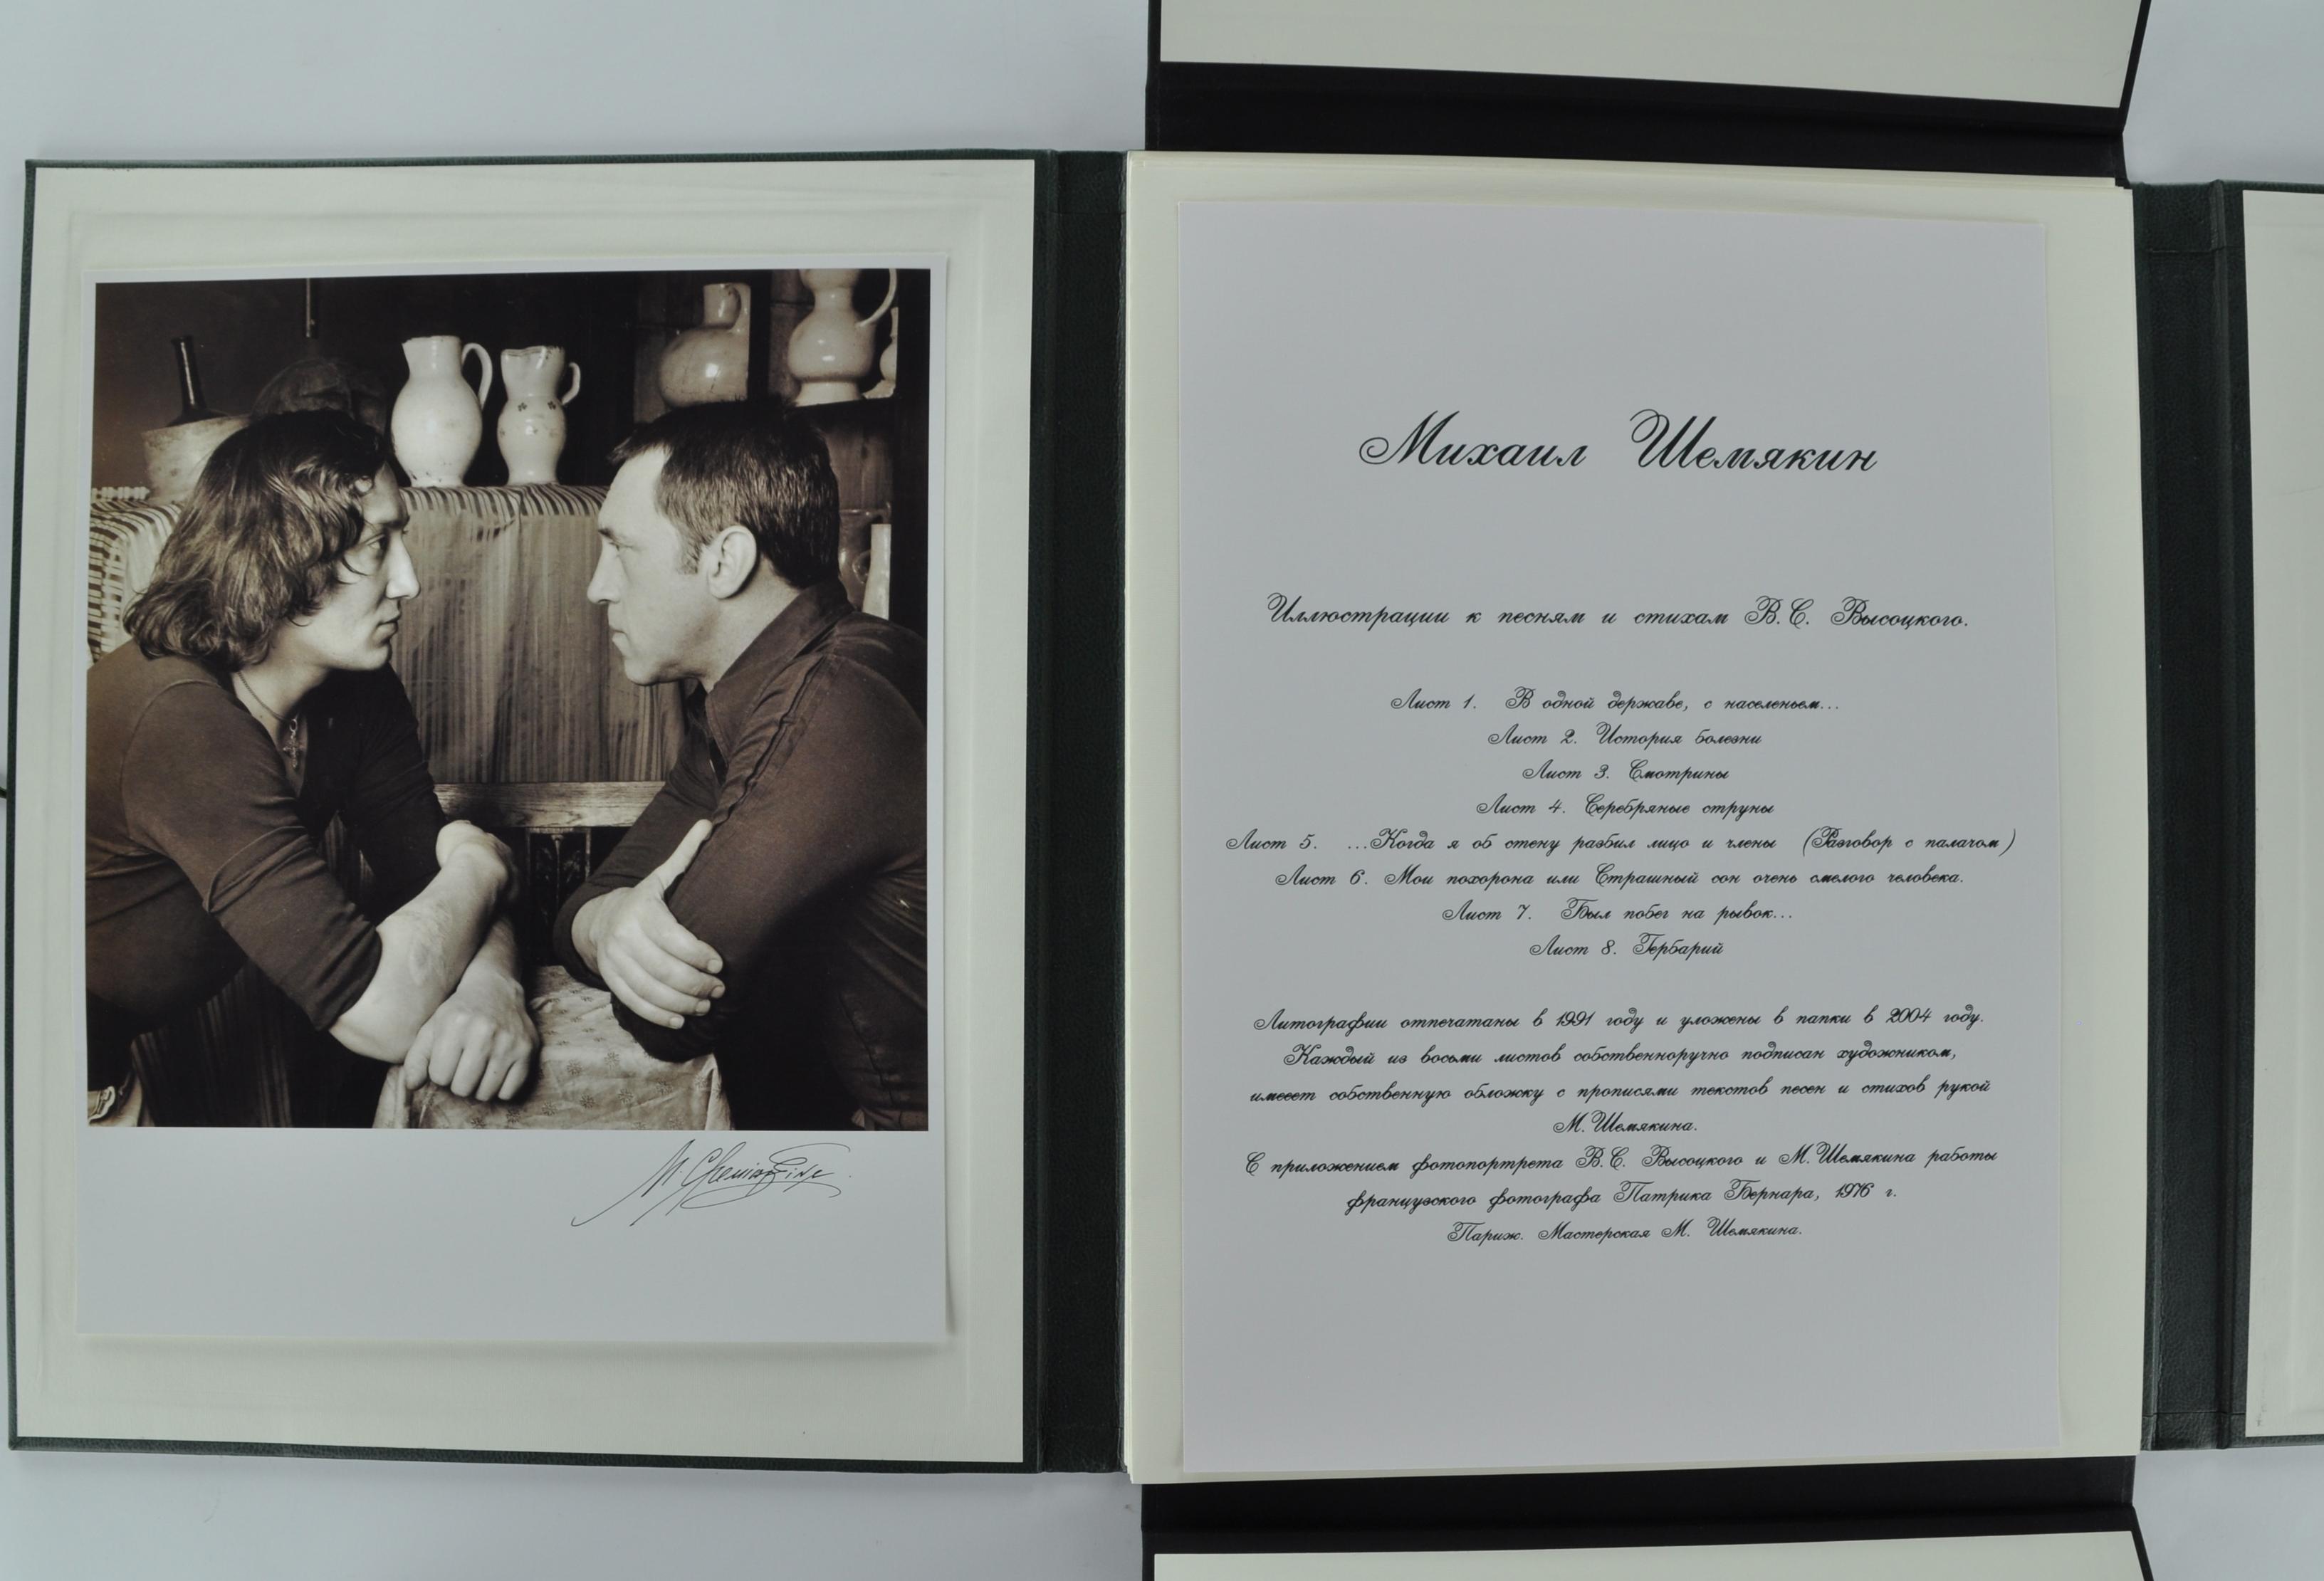 M. Chemiakine
Михаил Шемякин
Иллюстрации к песням и стихам В.С. Высоцкого.
Лист 1. В одной державе, с населеньем...
Лист 2. История болезни
Лист 3. Смотрины
Лист 4. Серебряные струны
Лист 5. ...Когда я об стену разбил лицо и члены (Разговор с палачом)
Лист 6. Мои похорона или Страшный сон очень смелого человека.
Лист 7. Был побег на рывок...
Лист 8. Гербарий
Литографии отпечатаны в 1991 году и уложены в папки в 2004 году.
Каждый из восьми листов собственноручно подписан художником,
имеет собственную обложку с прописями текстов песен и стихов рукой
М. Шемякина.
С приложением фотопортрета В.С. Высоцкого и М. Шемякина работы
французского фотографа Патрика Бернара, 1976 г.
Париж. Мастерская М. Шемякина.